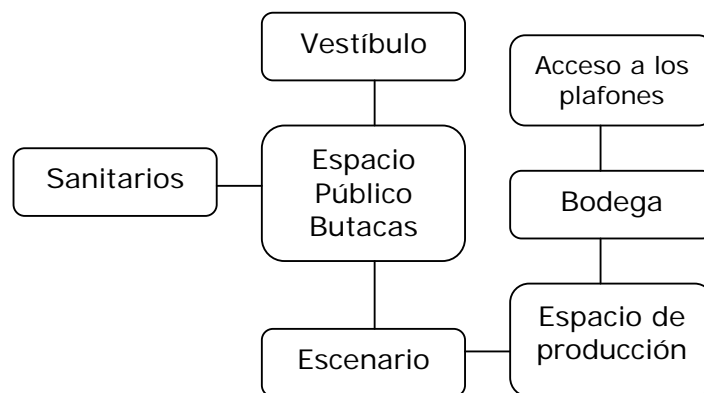 Vestíbulo
Acceso a los
plafones
Sanitarios
Espacio
Público
Butacas
Bodega
Escenario
Espacio de
producción